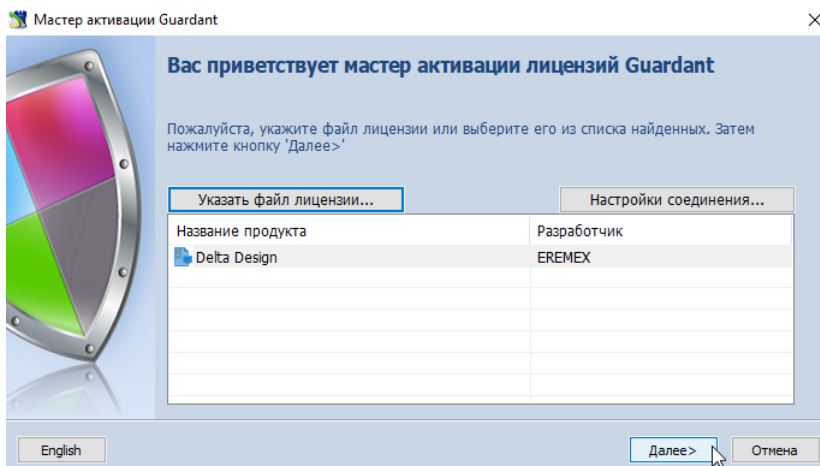 Мастер активации Guardant
Вас приветствует мастер активации лицензий Guardant
Пожалуйста, укажите файл лицензии или выберите его из списка найденных. Затем
нажмите кнопку 'Далее>'
Указать файл лицензии... Настройки соединения...
Название продукта Разработчик
Delta Design EREMEX
English Далее> Отмена